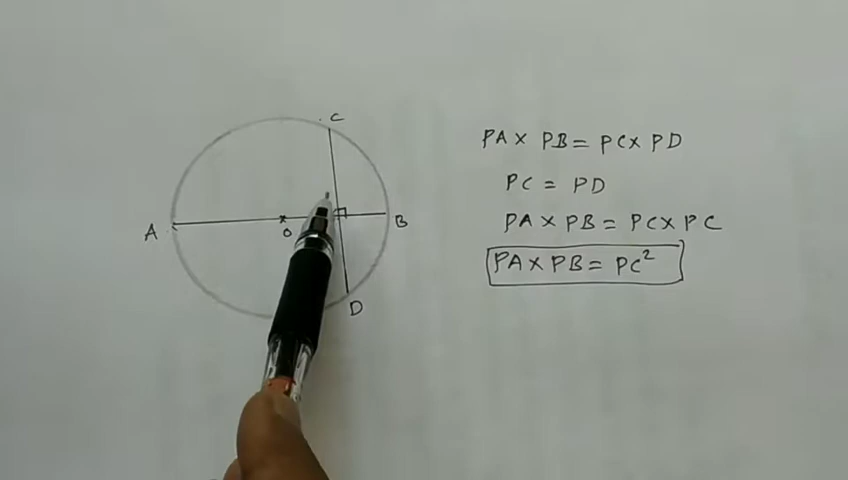 C
A
O
B
D
PA × PB = PC × PD
PC = PD
PA × PB = PC × PC
PA × PB = PC²